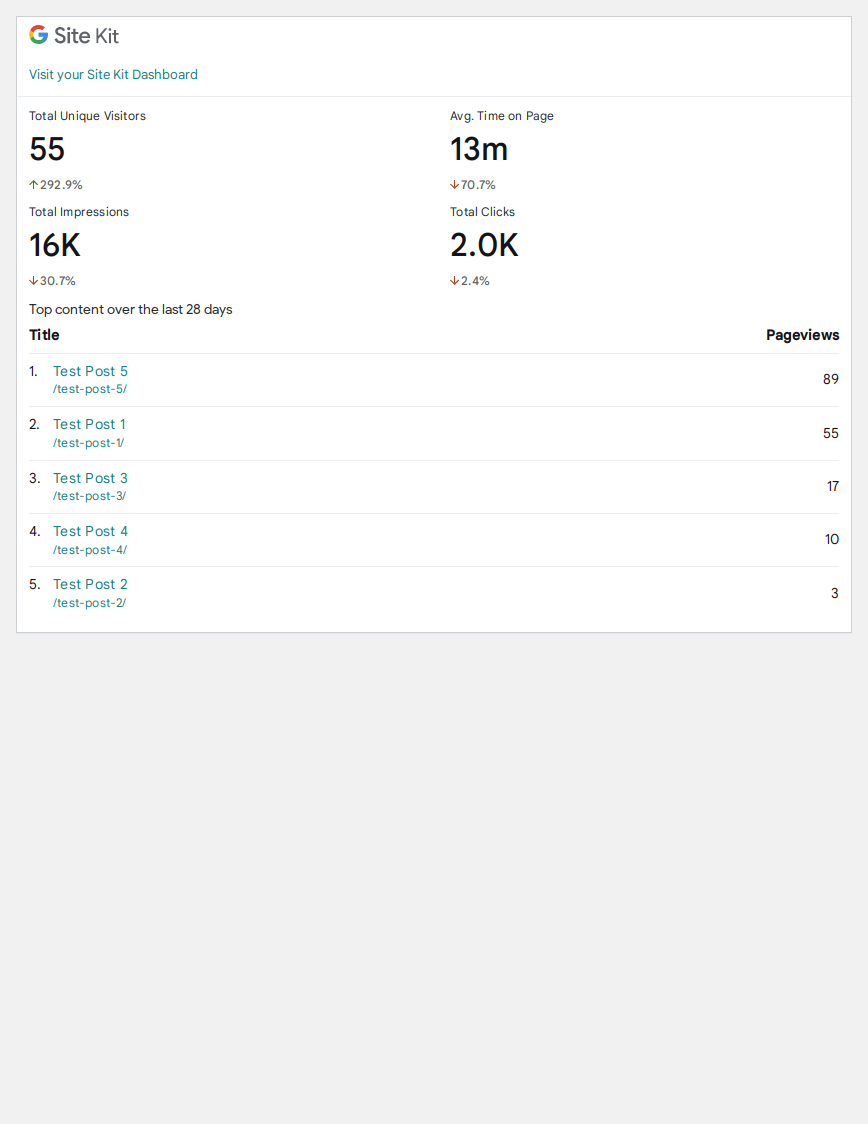 Site Kit
Visit your Site Kit Dashboard
Total Unique Visitors
55
↑292.9%
Avg. Time on Page
13m
↓70.7%
Total Impressions
16K
↓30.7%
Total Clicks
2.0K
↓2.4%
Top content over the last 28 days
Title Pageviews
1. Test Post 5 89
/test-post-5/
2. Test Post 1 55
/test-post-1/
3. Test Post 3 17
/test-post-3/
4. Test Post 4 10
/test-post-4/
5. Test Post 2 3
/test-post-2/